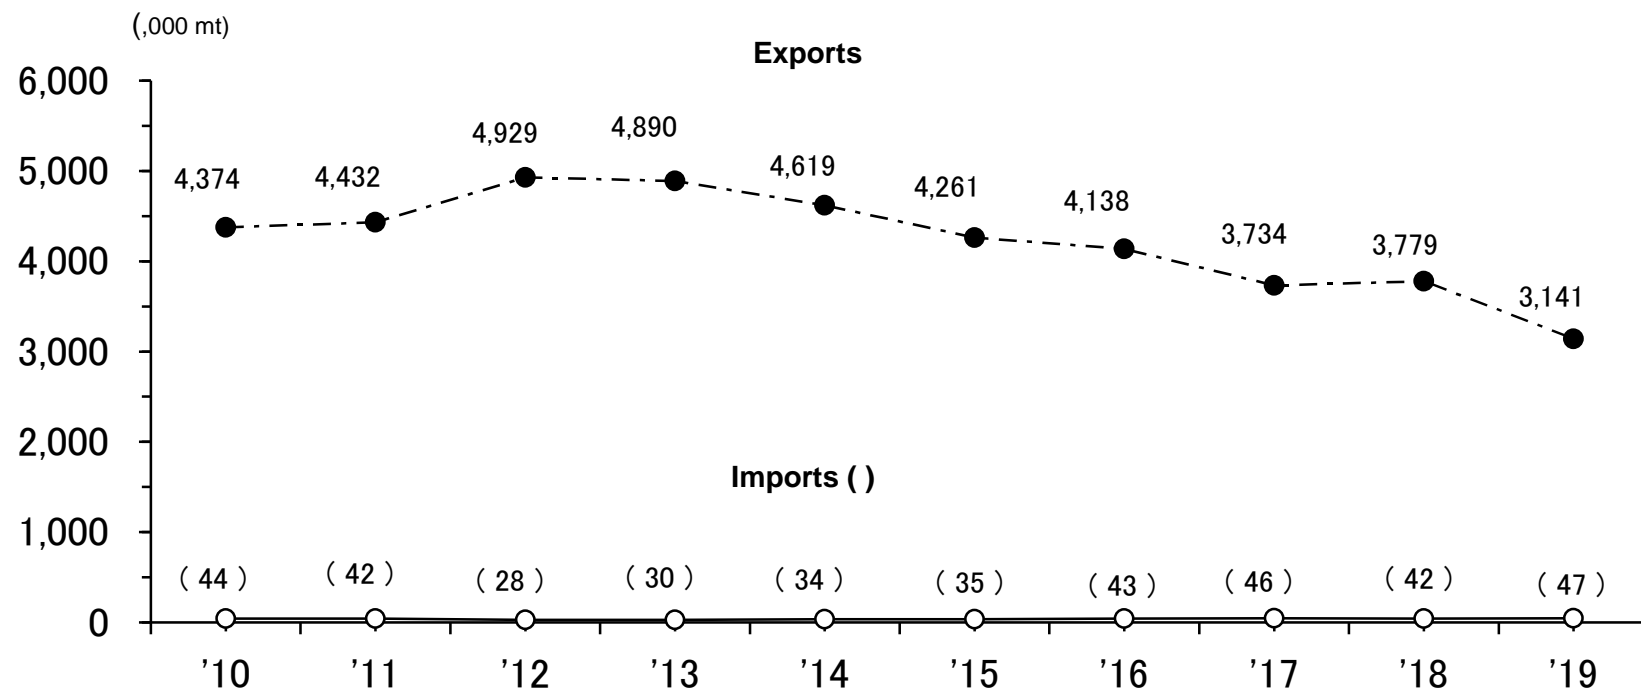 (,000 mt)
Exports
6,000
5,000
4,000
3,000
2,000
1,000
0
4,374
4,432
4,929
4,890
4,619
4,261
4,138
3,734
3,779
3,141
Imports ( )
( 44 )
( 42 )
( 28 )
( 30 )
( 34 )
( 35 )
( 43 )
( 46 )
( 42 )
( 47 )
'10
'11
'12
'13
'14
'15
'16
'17
'18
'19